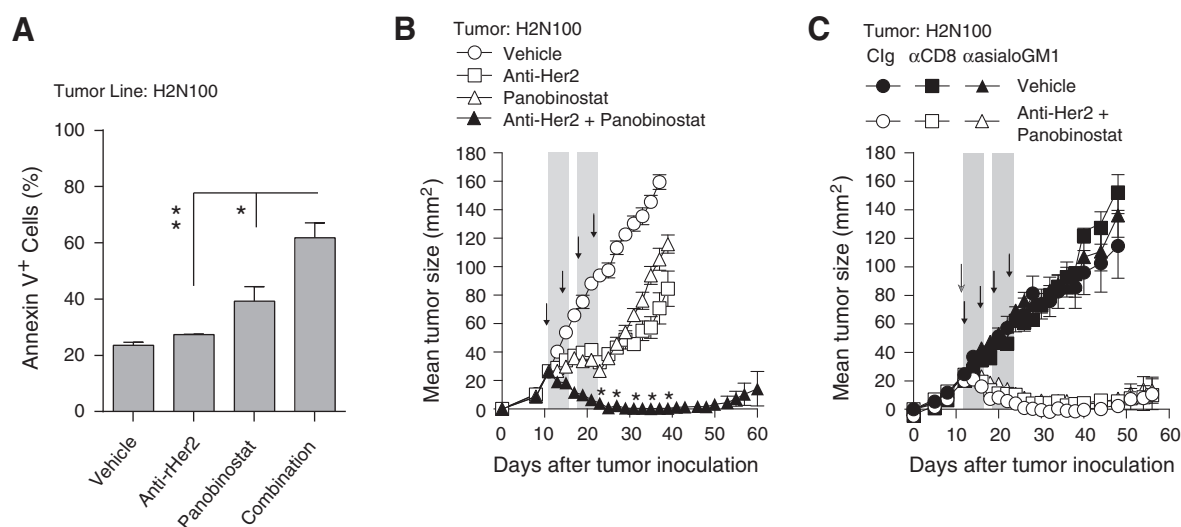 A
Tumor Line: H2N100
Annexin V+ Cells (%)
100
80
60
40
20
0
*
*
*
Vehicle
Anti-rHer2
Panobinostat
Combination
B
Tumor: H2N100
Vehicle
Anti-Her2
Panobinostat
Anti-Her2 + Panobinostat
Mean tumor size (mm2)
180
160
140
120
100
80
60
40
20
0
* * * * *
0 10 20 30 40 50 60
Days after tumor inoculation
C
Tumor: H2N100
CIg αCD8 αasialoGM1
Vehicle
Anti-Her2 +
Panobinostat
Mean tumor size (mm2)
180
160
140
120
100
80
60
40
20
0
0 10 20 30 40 50 60
Days after tumor inoculation